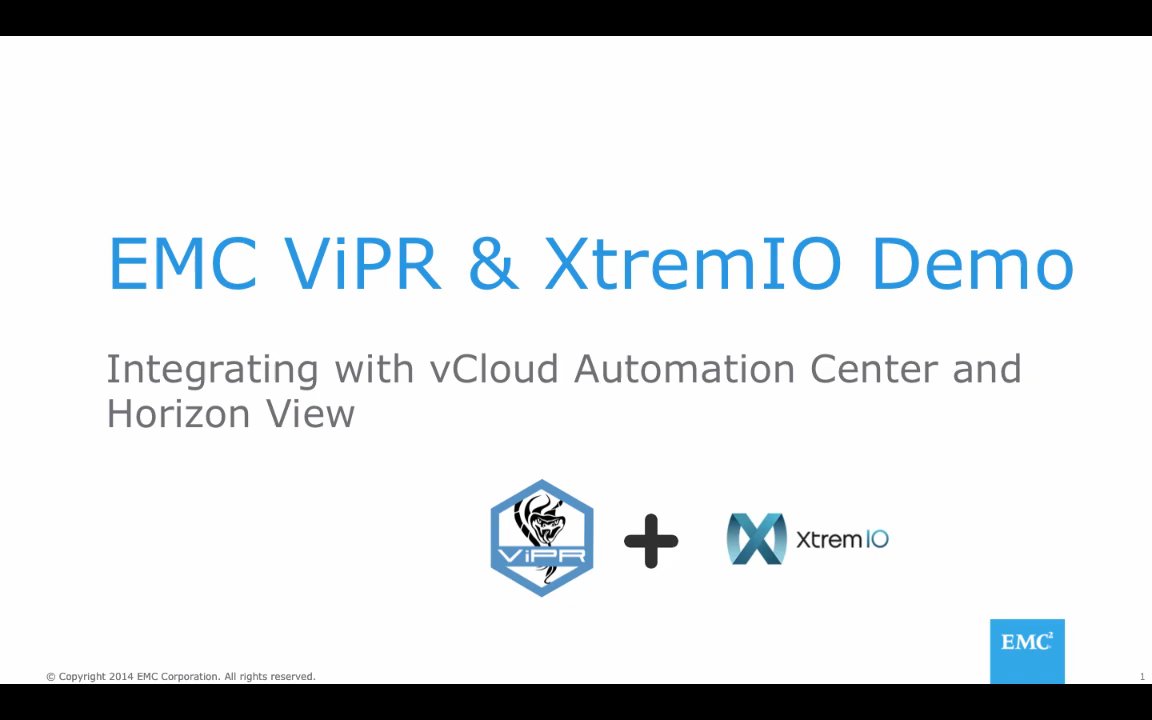 EMC ViPR & XtremIO Demo
Integrating with vCloud Automation Center and
Horizon View
ViPR
XtremIO
EMC²
© Copyright 2014 EMC Corporation. All rights reserved.
1